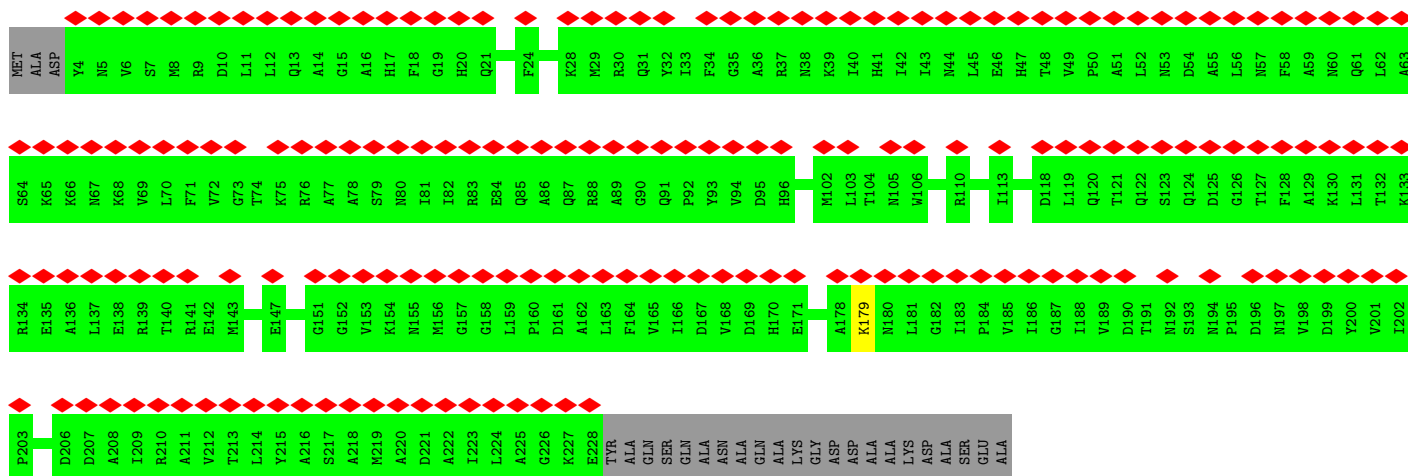 MET ALA ASP Y4 N5 V6 S7 M8 R9 D10 L11 L12 Q13 A14 G15 A16 H17 F18 G19 H20 Q21 F24 K28 M29 R30 Q31 Y32 I33 F34 G35 A36 R37 N38 K39 I40 H41 I42 I43 N44 L45 E46 H47 T48 V49 P50 A51 L52 N53 D54 A55 L56 N57 F58 A59 N60 Q61 L62 A63
S64 K65 K66 N67 K68 V69 L70 F71 V72 G73 T74 K75 R76 A77 A78 S79 N80 I81 I82 R83 E84 Q85 A86 Q87 R88 A89 G90 Q91 P92 Y93 V94 D95 H96 M102 L103 T104 N105 W106 R110 I113 D118 L119 Q120 T121 Q122 S123 Q124 D125 G126 T127 F128 A129 K130 L131 T132 K133
R134 E135 A136 L137 E138 R139 T140 R141 E142 M143 E147 G151 G152 V153 K154 N155 M156 G157 G158 L159 P160 D161 A162 L163 F164 V165 I166 D167 V168 D169 H170 E171 A178 K179 N180 L181 G182 I183 P184 V185 I186 G187 I188 V189 D190 T191 N192 S193 N194 P195 D196 N197 V198 D199 Y200 V201 I202
P203 D206 D207 A208 I209 R210 A211 V212 T213 L214 Y215 A216 S217 A218 M219 A220 D221 A222 I223 L224 A225 G226 K227 E228 TYR ALA GLN SER GLN ALA ASN ALA GLN ALA LYS GLY ASP ASP ALA ALA LYS ASP ALA SER GLU ALA